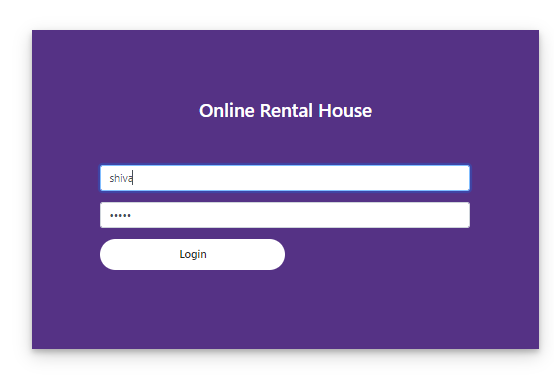 Online Rental House
shiva
•••••
Login